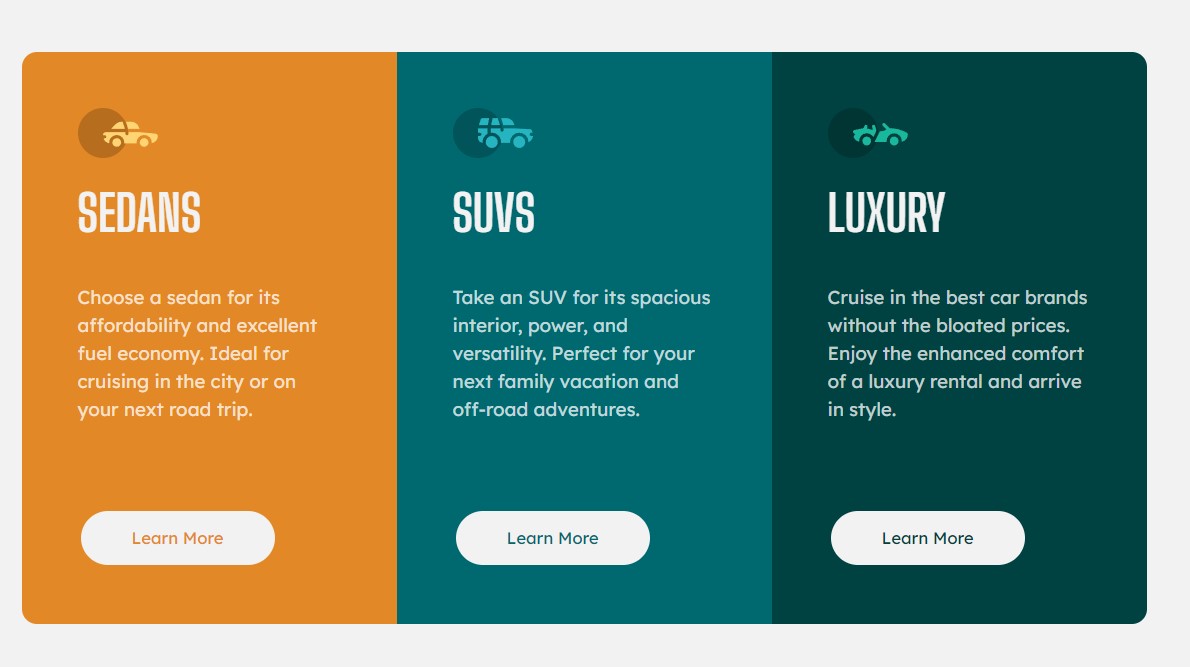 SEDANS
Choose a sedan for its
affordability and excellent
fuel economy. Ideal for
cruising in the city or on
your next road trip.
Learn More
SUVS
Take an SUV for its spacious
interior, power, and
versatility. Perfect for your
next family vacation and
off-road adventures.
Learn More
LUXURY
Cruise in the best car brands
without the bloated prices.
Enjoy the enhanced comfort
of a luxury rental and arrive
in style.
Learn More